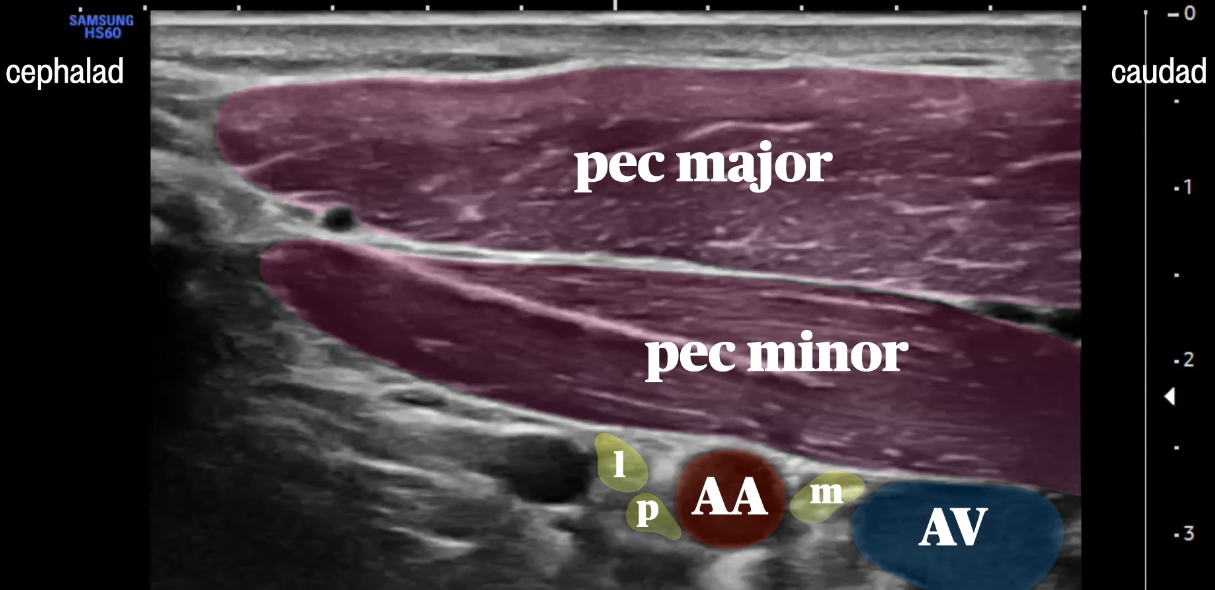 SAMSUNG
HS60
cephalad
caudad
0
1
2
3
pec major
pec minor
l
p
AA
m
AV